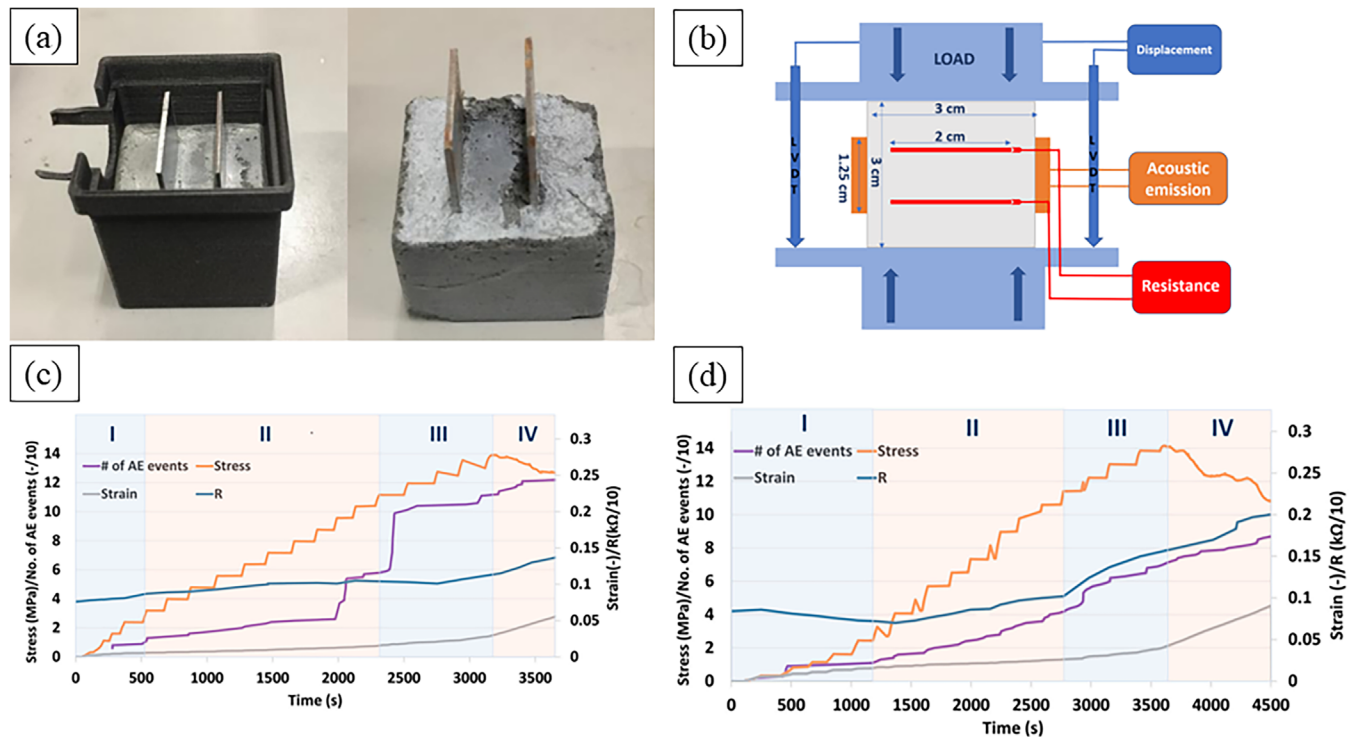 (a)
(b)
LOAD
Displacement
3 cm
2 cm
3 cm
1.25 cm
LVDT
LVDT
Acoustic
emission
Resistance
(c)
I II III IV
# of AE events Stress
Strain R
Stress (MPa)/No. of AE events (-/10)
14
12
10
8
6
4
2
0
0.3
0.25
0.2
0.15
0.1
0.05
0
Strain(-)/R(kΩ/10)
0 500 1000 1500 2000 2500 3000 3500
Time (s)
(d)
I II III IV
# of AE events Stress
Strain R
Stress (MPa)/No. of AE events (-/10)
14
12
10
8
6
4
2
0
0.3
0.25
0.2
0.15
0.1
0.05
0
Strain (-)/R (kΩ/10)
0 500 1000 1500 2000 2500 3000 3500 4000 4500
Time (s)